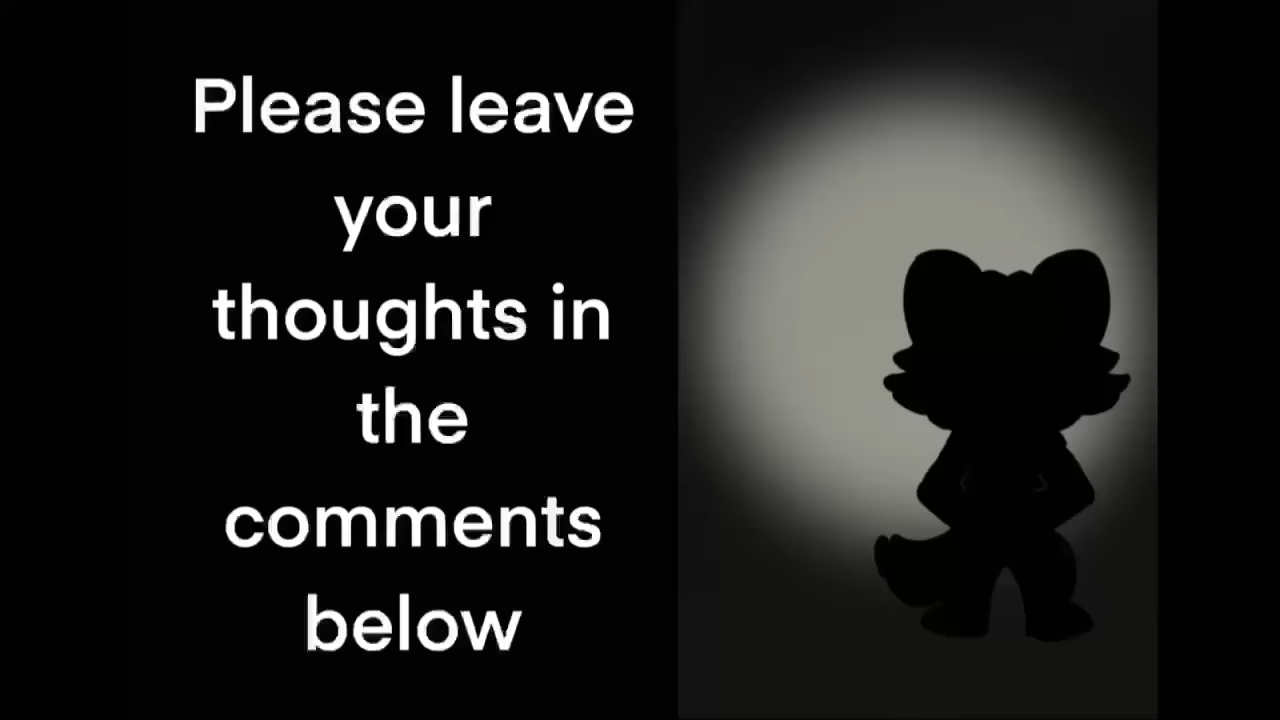 Please leave
your
thoughts in
the
comments
below